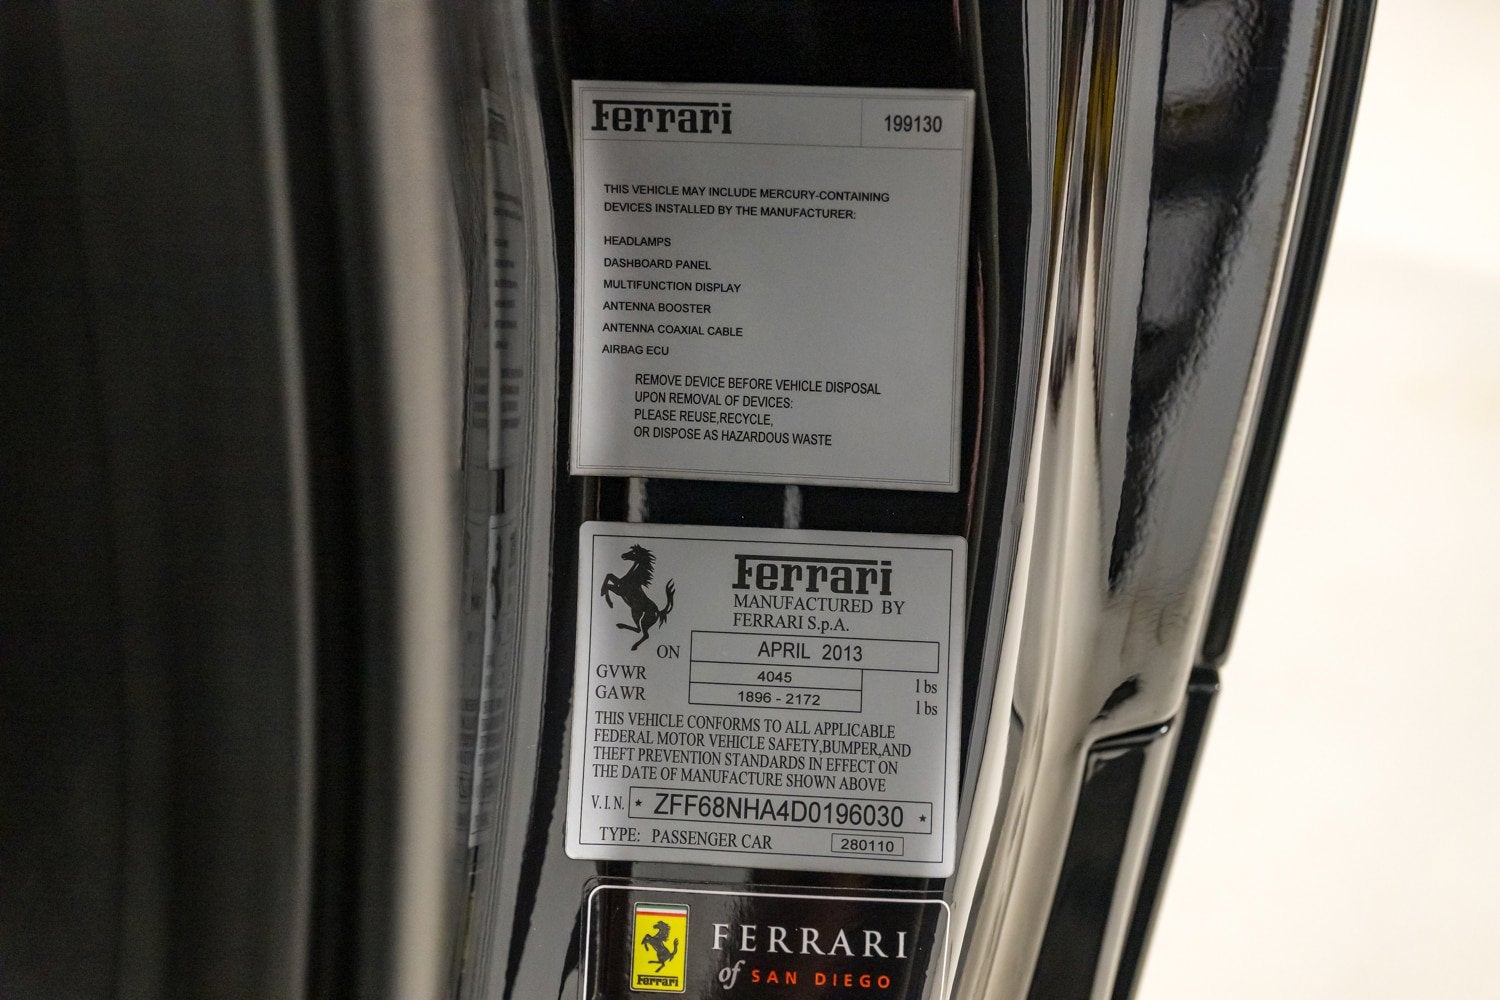 Ferrari 199130
THIS VEHICLE MAY INCLUDE MERCURY-CONTAINING
DEVICES INSTALLED BY THE MANUFACTURER:
HEADLAMPS
DASHBOARD PANEL
MULTIFUNCTION DISPLAY
ANTENNA BOOSTER
ANTENNA COAXIAL CABLE
AIRBAG ECU
REMOVE DEVICE BEFORE VEHICLE DISPOSAL
UPON REMOVAL OF DEVICES:
PLEASE REUSE,RECYCLE,
OR DISPOSE AS HAZARDOUS WASTE
Ferrari
MANUFACTURED BY
FERRARI S.p.A.
ON APRIL 2013
GVWR 4045 lbs
GAWR 1896 - 2172 lbs
THIS VEHICLE CONFORMS TO ALL APPLICABLE
FEDERAL MOTOR VEHICLE SAFETY,BUMPER,AND
THEFT PREVENTION STANDARDS IN EFFECT ON
THE DATE OF MANUFACTURE SHOWN ABOVE
V.I.N. * ZFF68NHA4D0196030 *
TYPE: PASSENGER CAR 280110
Ferrari
FERRARI
of SAN DIEGO